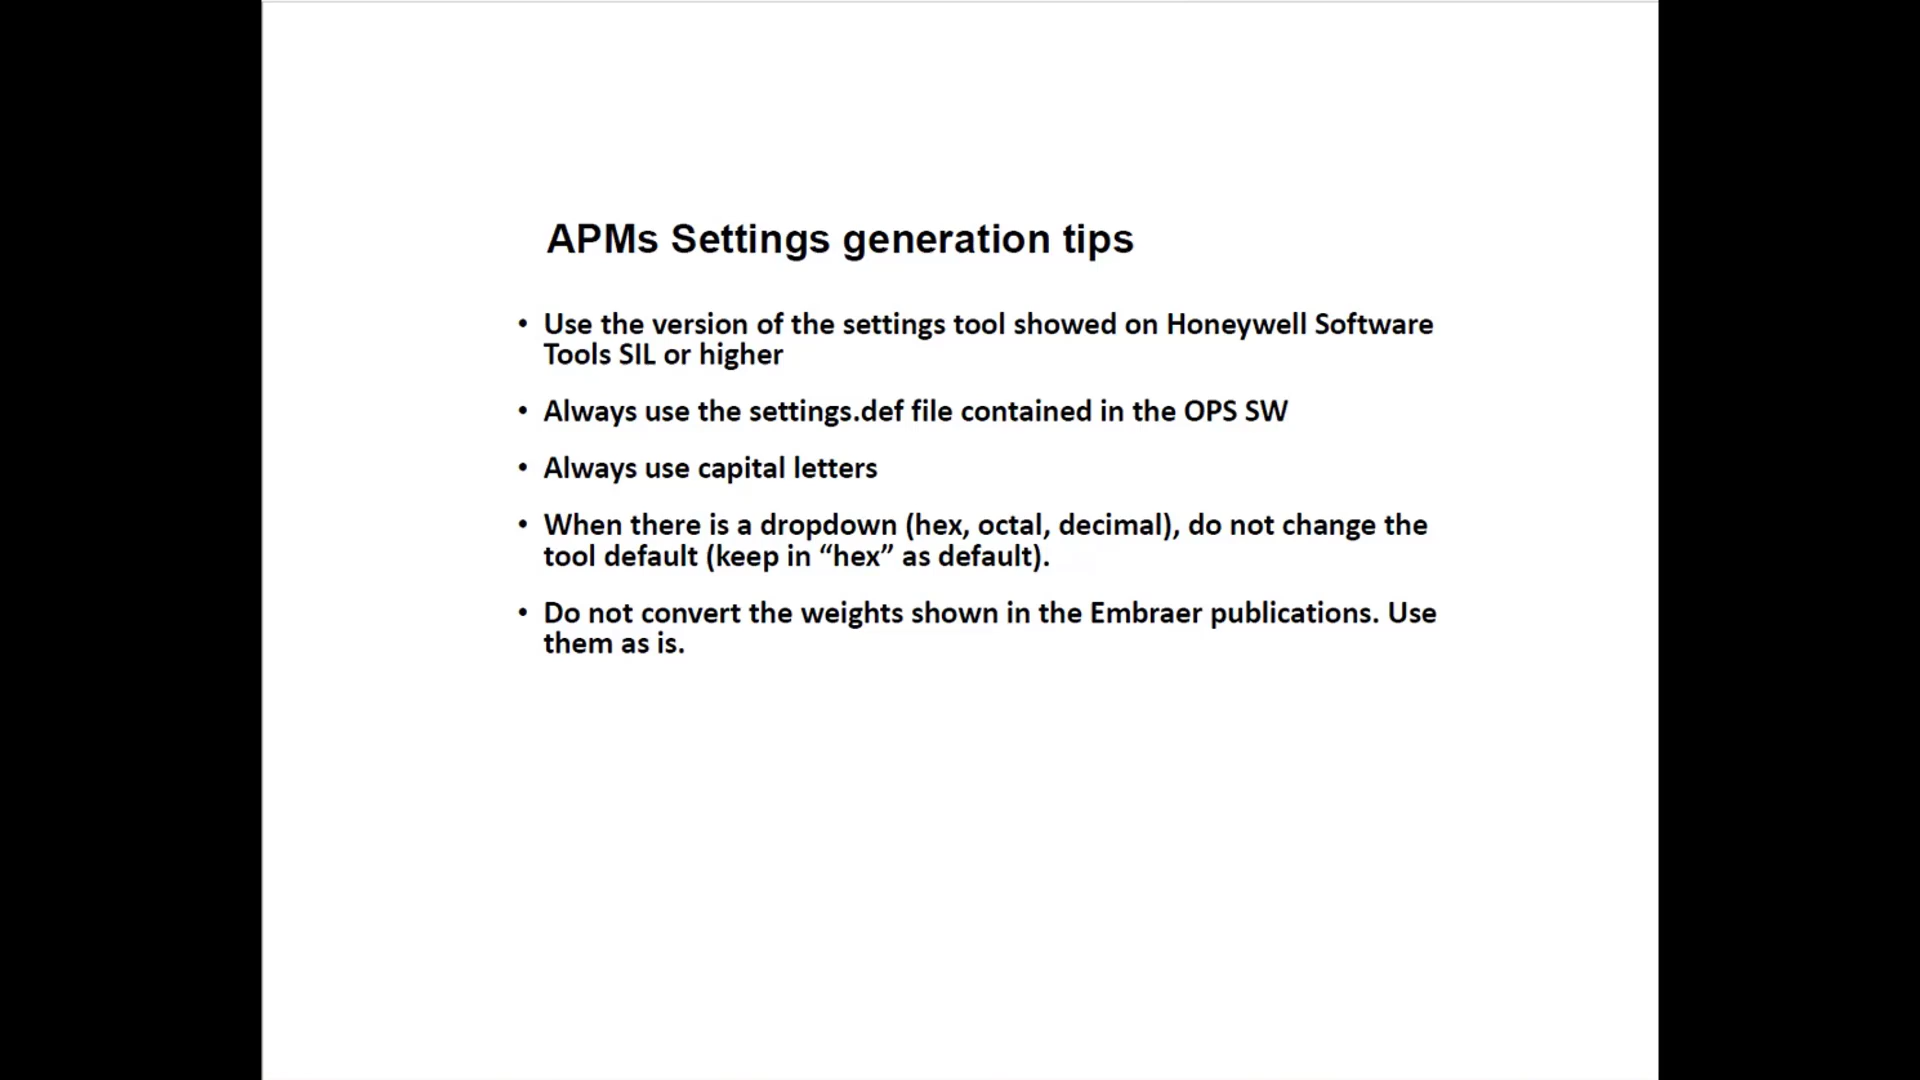 APMs Settings generation tips
• Use the version of the settings tool showed on Honeywell Software
Tools SIL or higher
• Always use the settings.def file contained in the OPS SW
• Always use capital letters
• When there is a dropdown (hex, octal, decimal), do not change the
tool default (keep in “hex” as default).
• Do not convert the weights shown in the Embraer publications. Use
them as is.